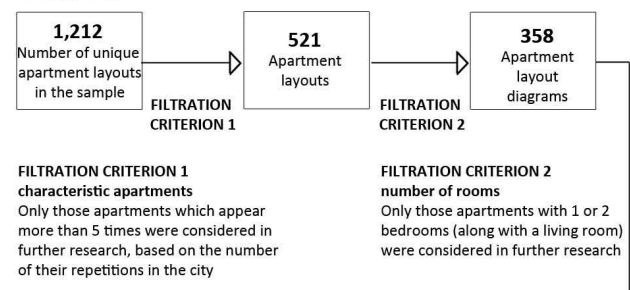 1,212
Number of unique
apartment layouts
in the sample
FILTRATION
CRITERION 1
521
Apartment
layouts
FILTRATION
CRITERION 2
358
Apartment
layout
diagrams
FILTRATION CRITERION 1
characteristic apartments
Only those apartments which appear
more than 5 times were considered in
further research, based on the number
of their repetitions in the city
FILTRATION CRITERION 2
number of rooms
Only those apartments with 1 or 2
bedrooms (along with a living room)
were considered in further research